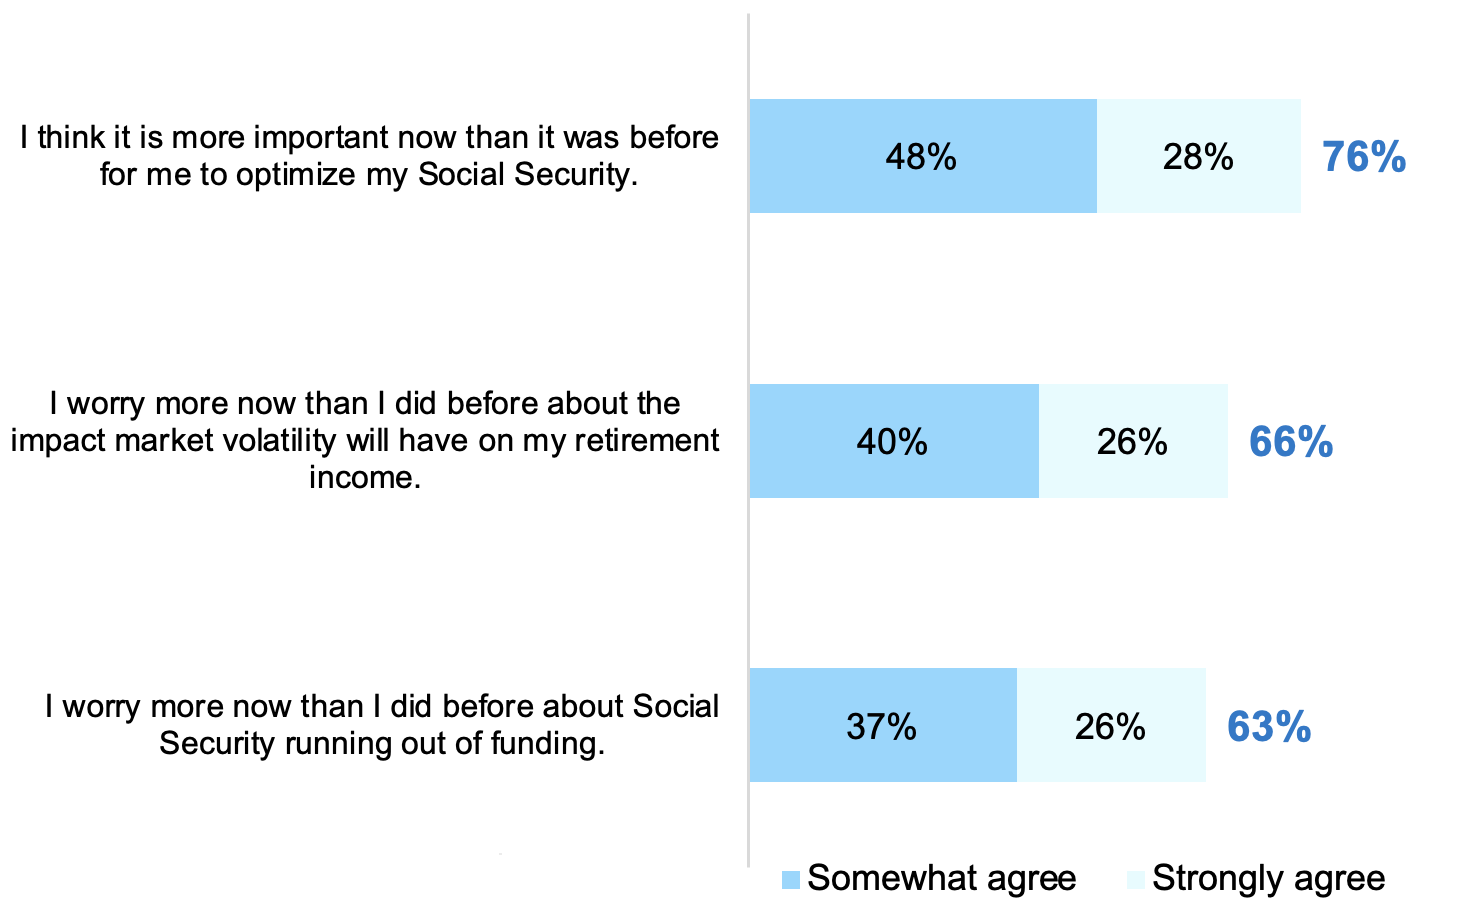 I think it is more important now than it was before
for me to optimize my Social Security.
48%
28%
76%
I worry more now than I did before about the
impact market volatility will have on my retirement
income.
40%
26%
66%
I worry more now than I did before about Social
Security running out of funding.
37%
26%
63%
Somewhat agree
Strongly agree